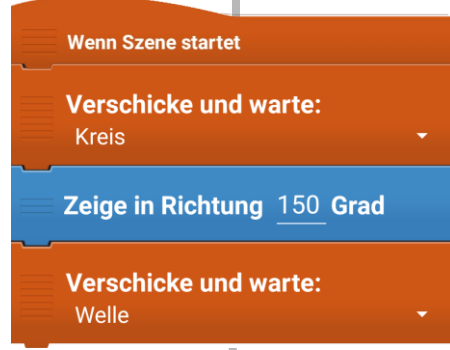 Wenn Szene startet
Verschicke und warte:
Kreis
Zeige in Richtung 150 Grad
Verschicke und warte:
Welle